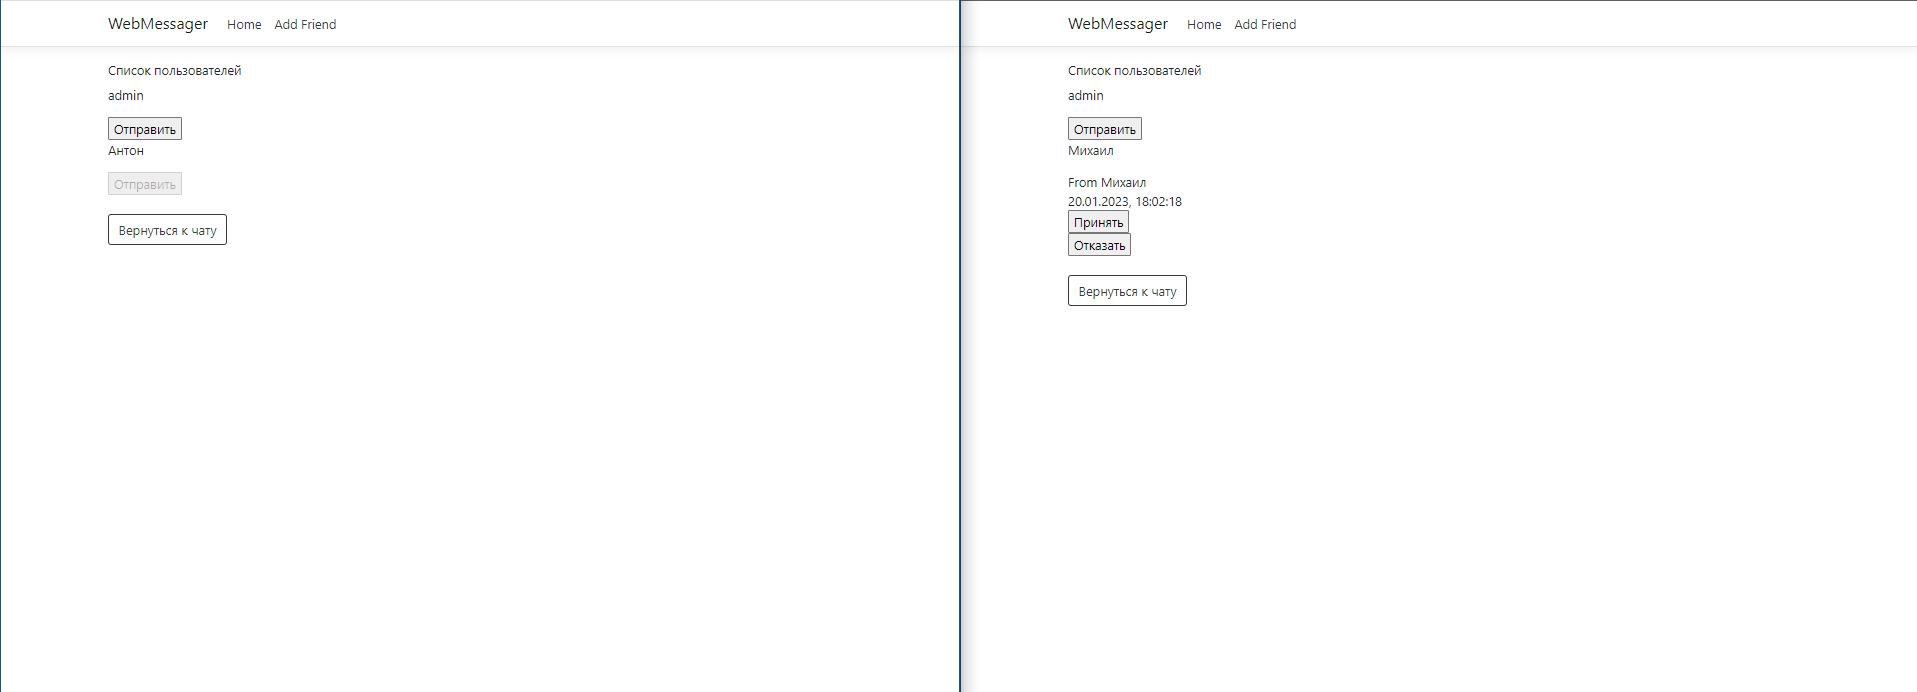 WebMessager Home Add Friend
Список пользователей
admin
Отправить
Антон
Отправить
Вернуться к чату
WebMessager Home Add Friend
Список пользователей
admin
Отправить
Михаил
From Михаил
20.01.2023, 18:02:18
Принять
Отказать
Вернуться к чату